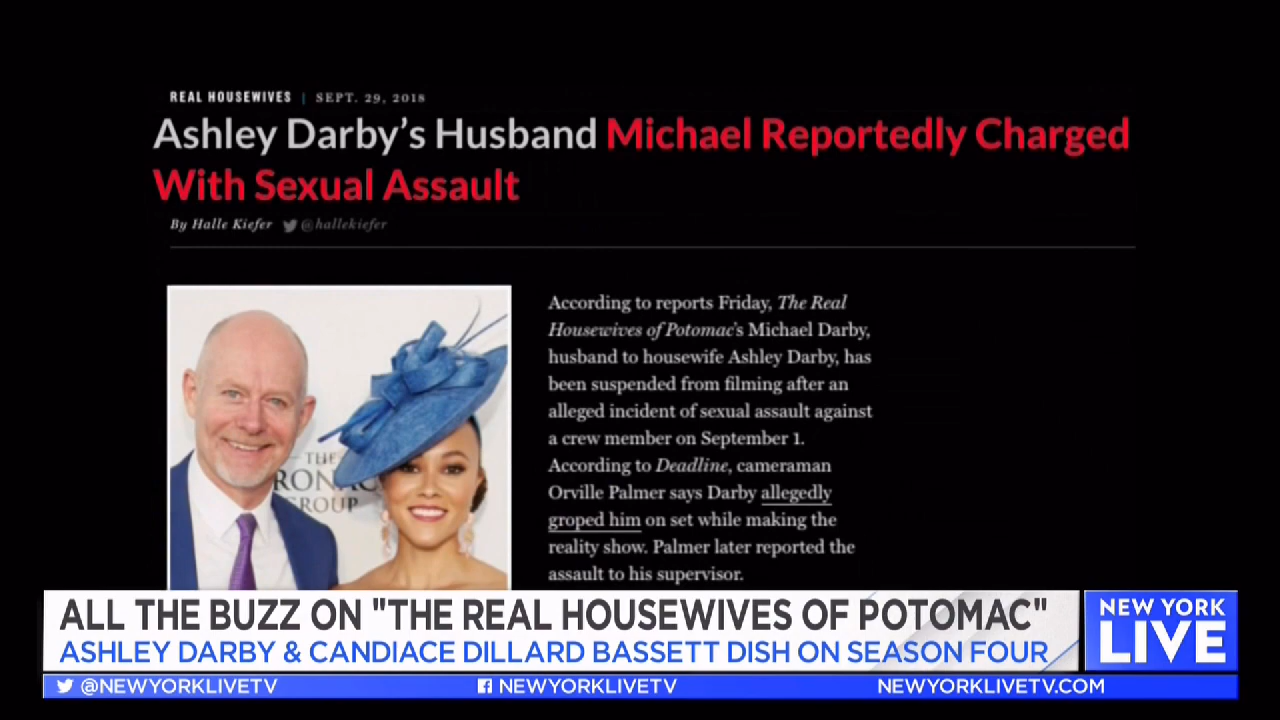 REAL HOUSEWIVES | SEPT. 29, 2018
Ashley Darby's Husband Michael Reportedly Charged
With Sexual Assault
By Halle Kiefer @hallekiefer
According to reports Friday, The Real
Housewives of Potomac's Michael Darby,
husband to housewife Ashley Darby, has
been suspended from filming after an
alleged incident of sexual assault against
a crew member on September 1.
According to Deadline, cameraman
Orville Palmer says Darby allegedly
groped him on set while making the
reality show. Palmer later reported the
assault to his supervisor.
THE
GROUP
ALL THE BUZZ ON "THE REAL HOUSEWIVES OF POTOMAC"
ASHLEY DARBY & CANDIACE DILLARD BASSETT DISH ON SEASON FOUR
NEW YORK
LIVE
@NEWYORKLIVETV NEWYORKLIVETV NEWYORKLIVETV.COM